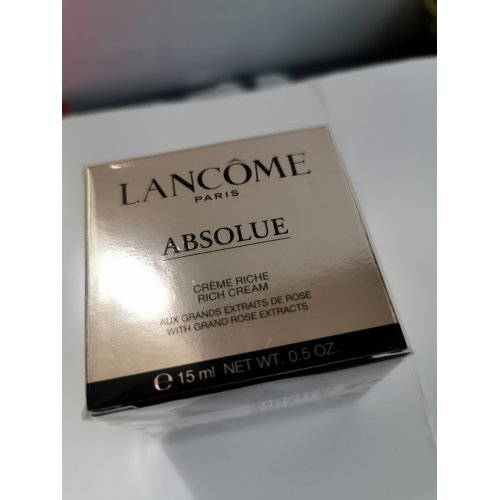 LANCÔME
PARIS
ABSOLUE
CRÈME RICHE
RICH CREAM
AUX GRANDS EXTRAITS DE ROSE
WITH GRAND ROSE EXTRACTS
℮ 15 ml NET WT. 0.5 OZ.